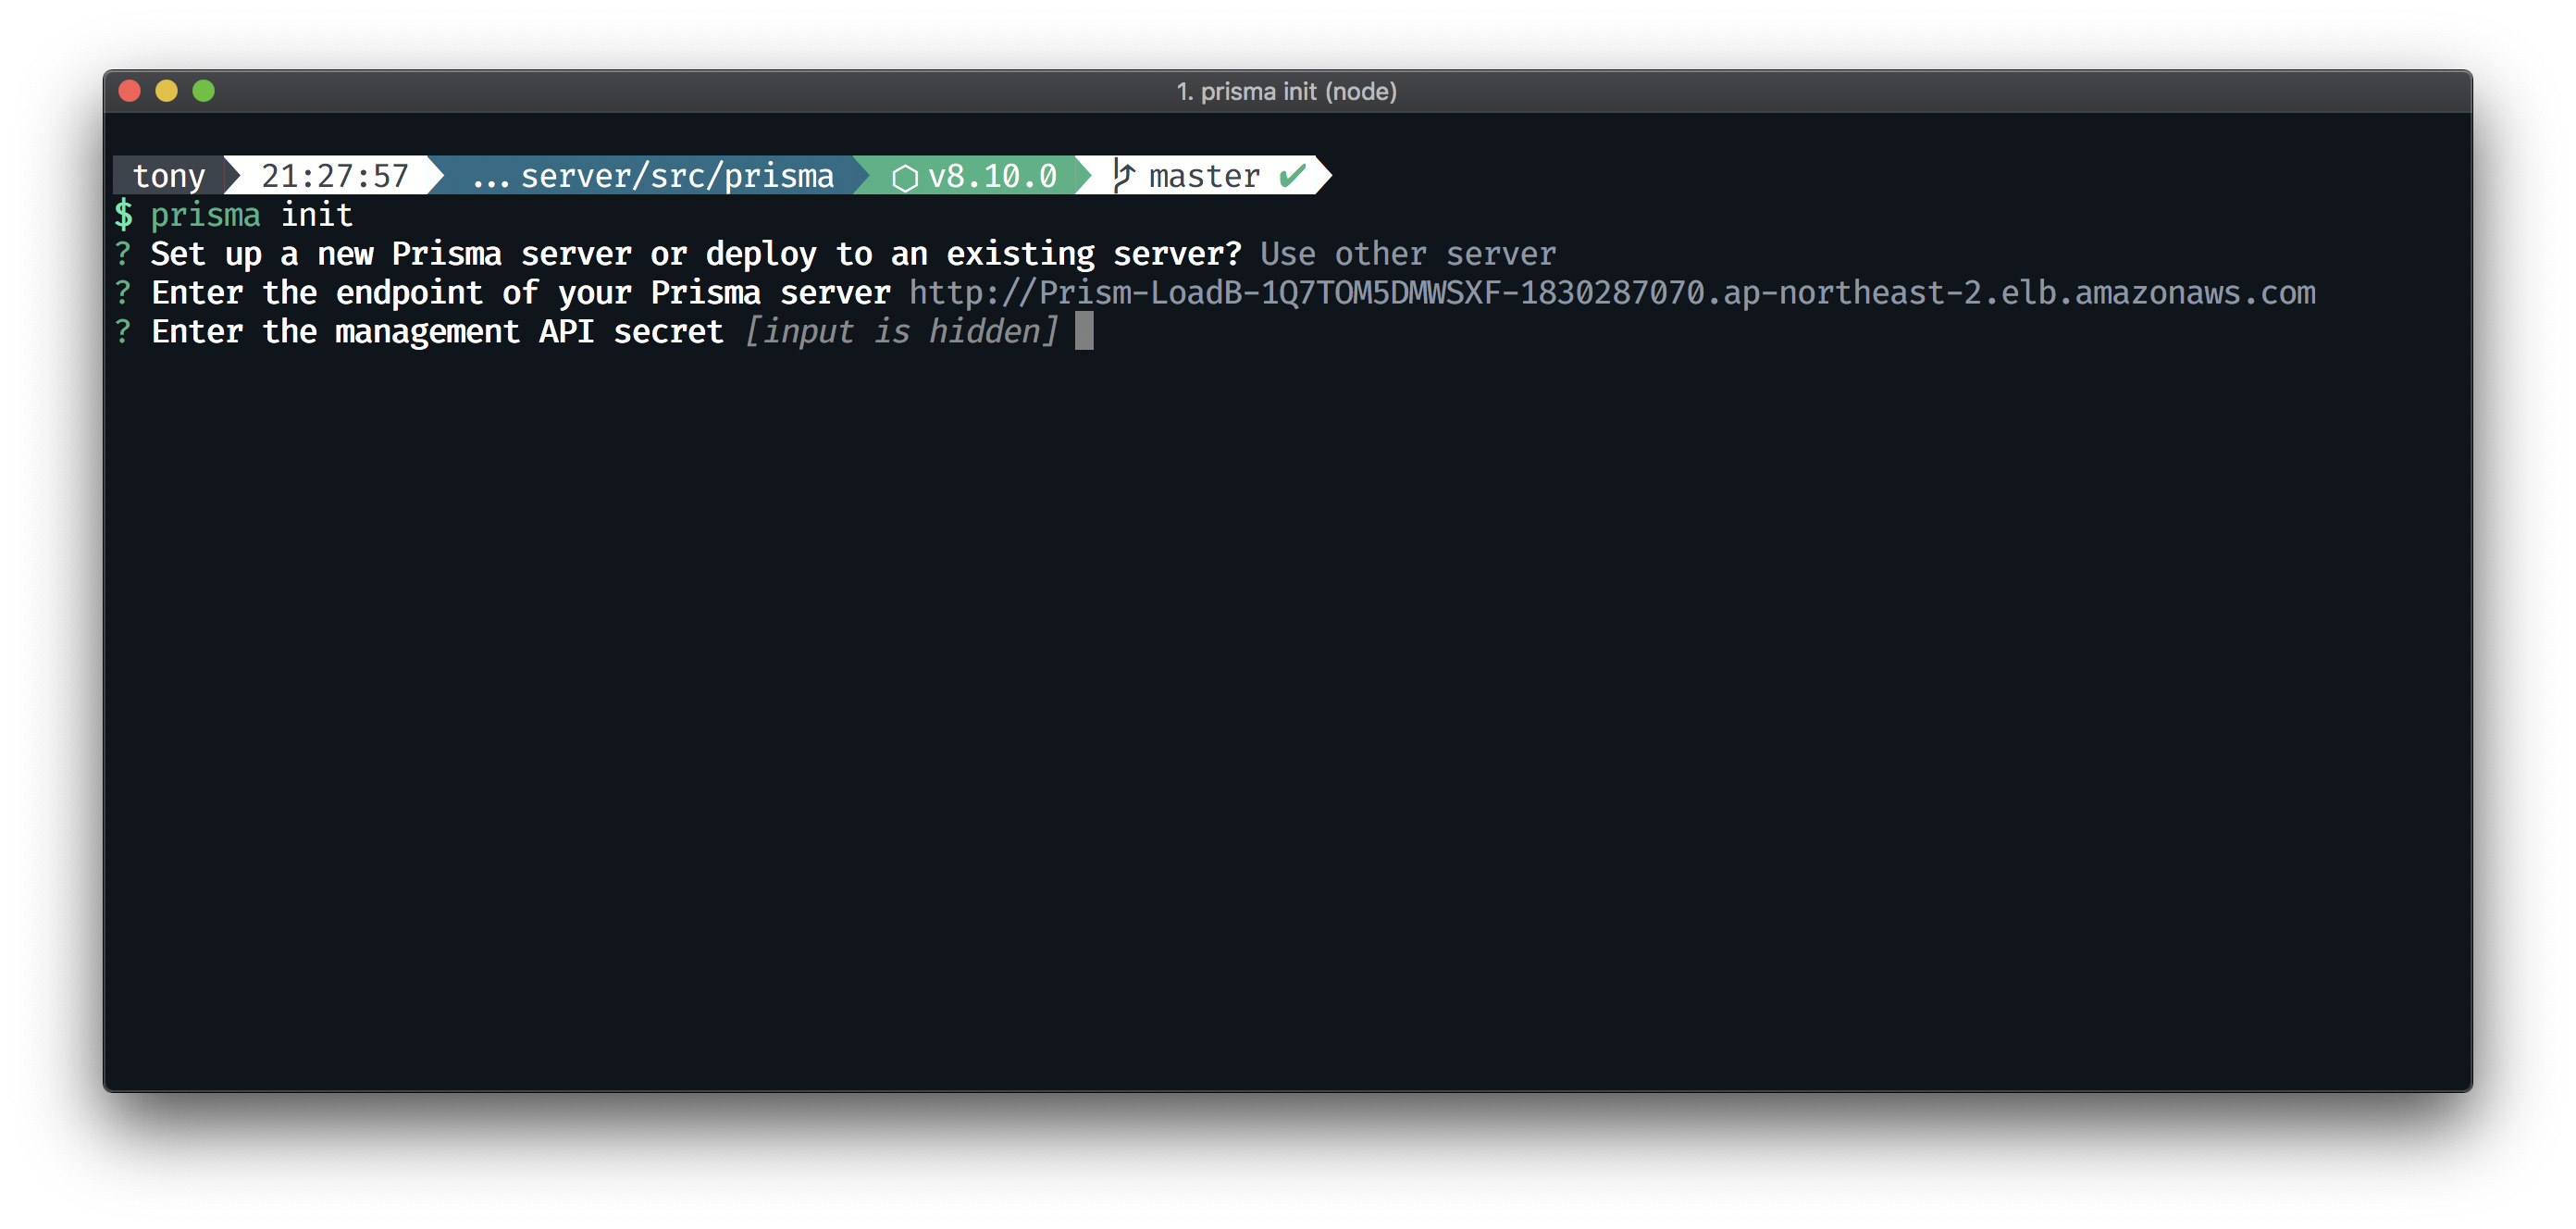 1. prisma init (node)
tony 21:27:57 ... server/src/prisma ⬡ v8.10.0 master ✔
$ prisma init
? Set up a new Prisma server or deploy to an existing server? Use other server
? Enter the endpoint of your Prisma server http://Prism-LoadB-1Q7TOM5DMWSXF-1830287070.ap-northeast-2.elb.amazonaws.com
? Enter the management API secret [input is hidden]